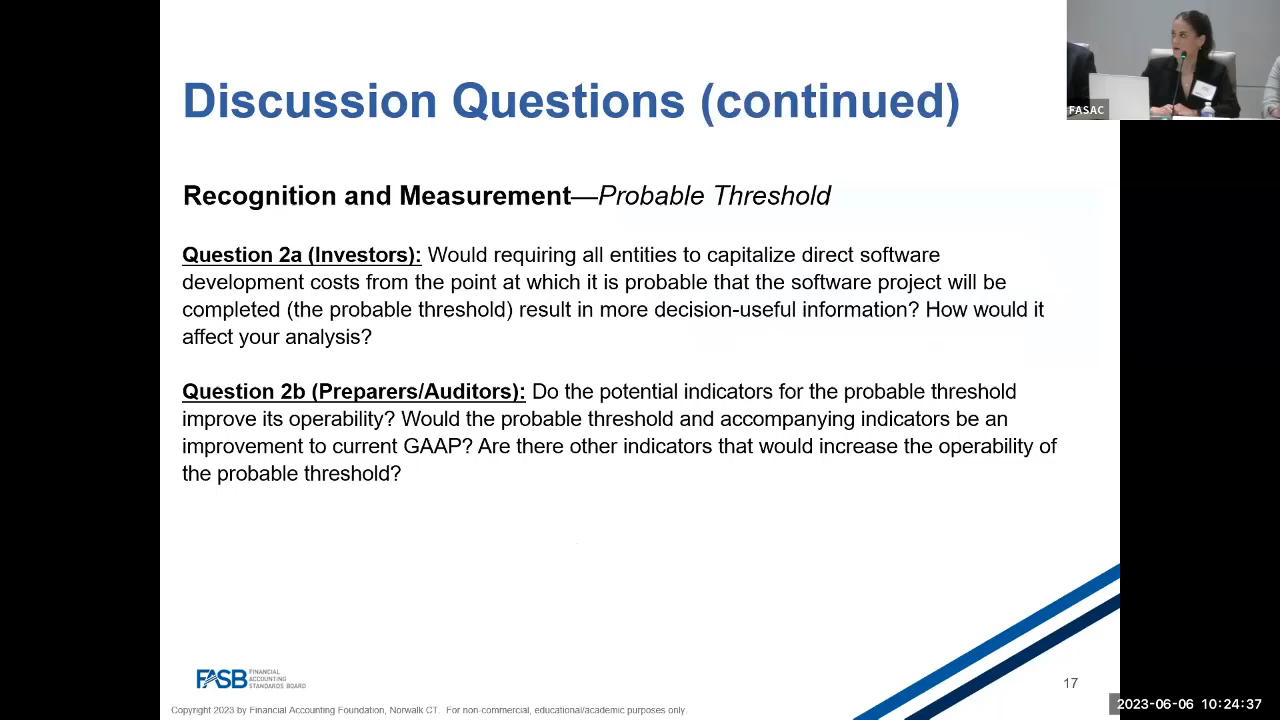 Discussion Questions (continued)
FASAC
Recognition and Measurement—Probable Threshold
Question 2a (Investors): Would requiring all entities to capitalize direct software
development costs from the point at which it is probable that the software project will be
completed (the probable threshold) result in more decision-useful information? How would it
affect your analysis?
Question 2b (Preparers/Auditors): Do the potential indicators for the probable threshold
improve its operability? Would the probable threshold and accompanying indicators be an
improvement to current GAAP? Are there other indicators that would increase the operability of
the probable threshold?
FASB
FINANCIAL
ACCOUNTING
STANDARDS BOARD
17
Copyright 2023 by Financial Accounting Foundation, Norwalk CT. For non-commercial, educational/academic purposes only.
2023-06-06 10:24:37